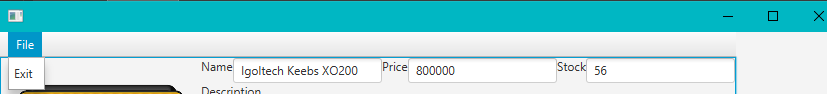 File
Exit
Name Igoltech Keebs XO200 Price 800000 Stock 56
Description